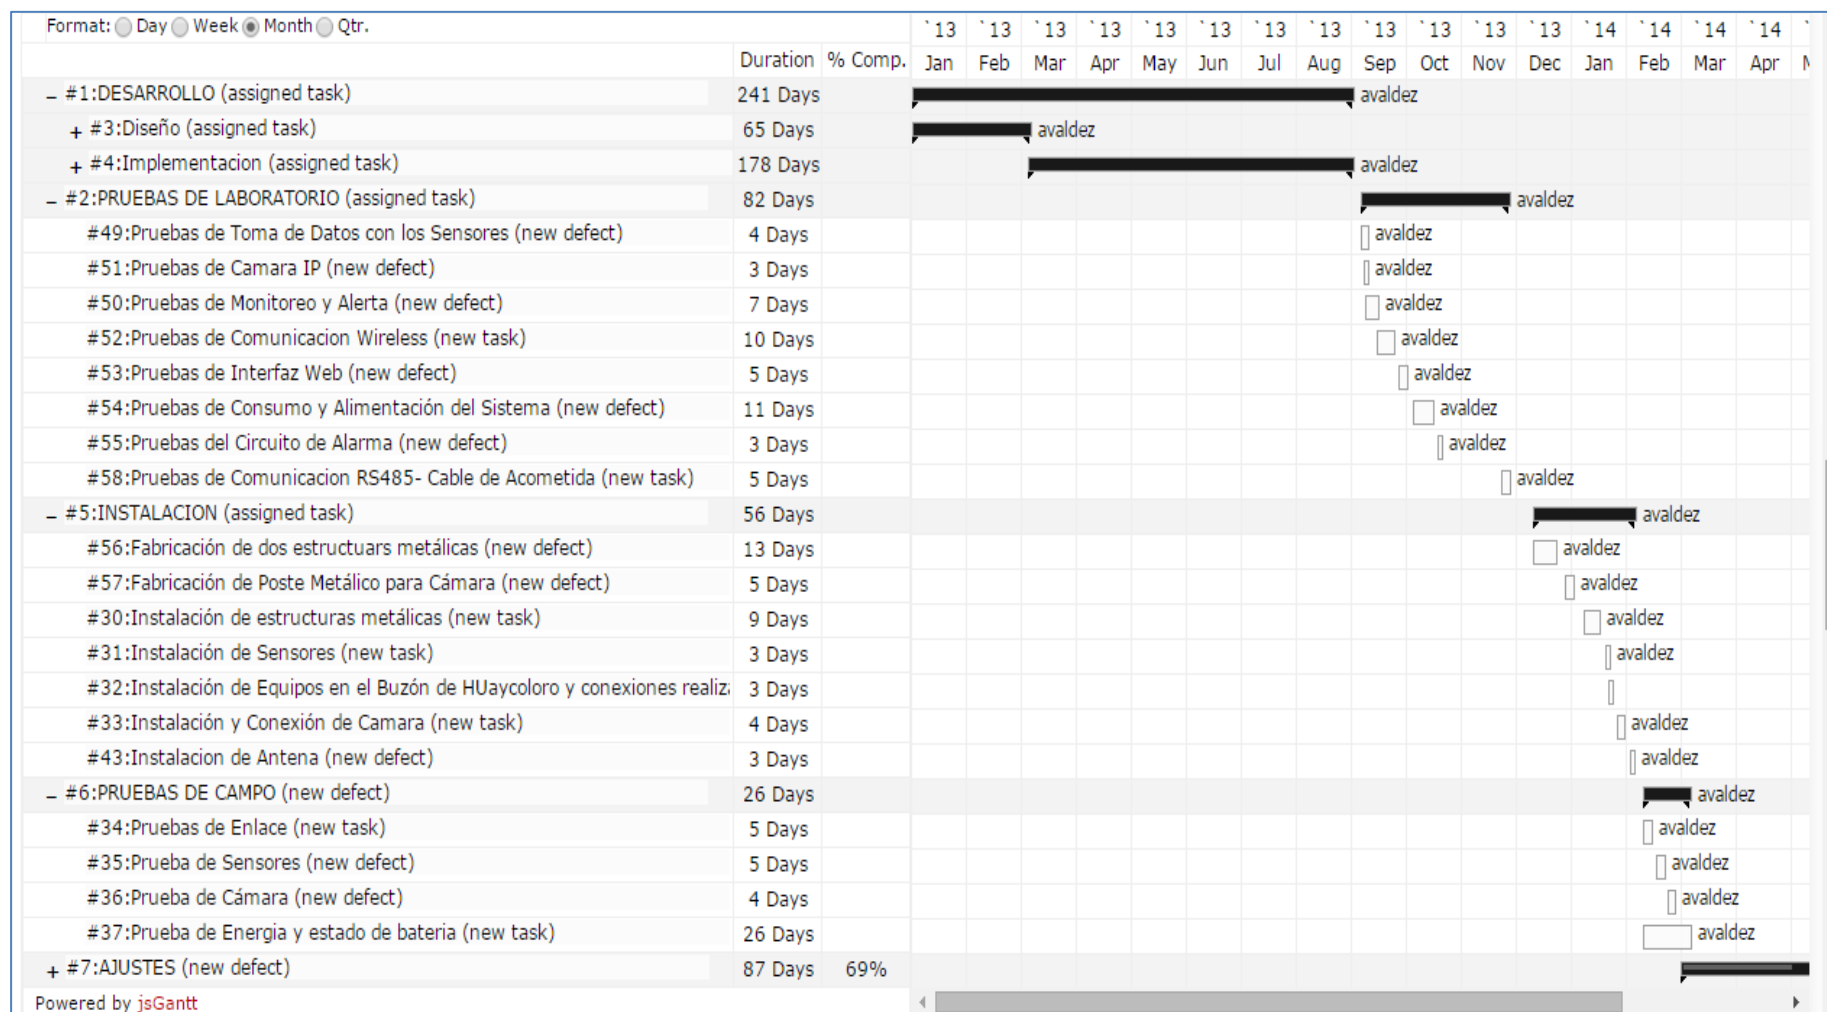 Format: Day Week Month Qtr.
`13 `13 `13 `13 `13 `13 `13 `13 `13 `13 `13 `13 `14 `14 `14 `14
Duration % Comp. Jan Feb Mar Apr May Jun Jul Aug Sep Oct Nov Dec Jan Feb Mar Apr
– #1:DESARROLLO (assigned task) 241 Days avaldez
+ #3:Diseño (assigned task) 65 Days avaldez
+ #4:Implementacion (assigned task) 178 Days avaldez
– #2:PRUEBAS DE LABORATORIO (assigned task) 82 Days avaldez
#49:Pruebas de Toma de Datos con los Sensores (new defect) 4 Days avaldez
#51:Pruebas de Camara IP (new defect) 3 Days avaldez
#50:Pruebas de Monitoreo y Alerta (new defect) 7 Days avaldez
#52:Pruebas de Comunicacion Wireless (new task) 10 Days avaldez
#53:Pruebas de Interfaz Web (new defect) 5 Days avaldez
#54:Pruebas de Consumo y Alimentación del Sistema (new defect) 11 Days avaldez
#55:Pruebas del Circuito de Alarma (new defect) 3 Days avaldez
#58:Pruebas de Comunicacion RS485- Cable de Acometida (new task) 5 Days avaldez
– #5:INSTALACION (assigned task) 56 Days avaldez
#56:Fabricación de dos estructuars metálicas (new defect) 13 Days avaldez
#57:Fabricación de Poste Metálico para Cámara (new defect) 5 Days avaldez
#30:Instalación de estructuras metálicas (new task) 9 Days avaldez
#31:Instalación de Sensores (new task) 3 Days avaldez
#32:Instalación de Equipos en el Buzón de HUaycoloro y conexiones realiz 3 Days
#33:Instalación y Conexión de Camara (new task) 4 Days avaldez
#43:Instalacion de Antena (new defect) 3 Days avaldez
– #6:PRUEBAS DE CAMPO (new defect) 26 Days avaldez
#34:Pruebas de Enlace (new task) 5 Days avaldez
#35:Prueba de Sensores (new defect) 5 Days avaldez
#36:Prueba de Cámara (new defect) 4 Days avaldez
#37:Prueba de Energia y estado de bateria (new task) 26 Days avaldez
+ #7:AJUSTES (new defect) 87 Days 69%
Powered by jsGantt